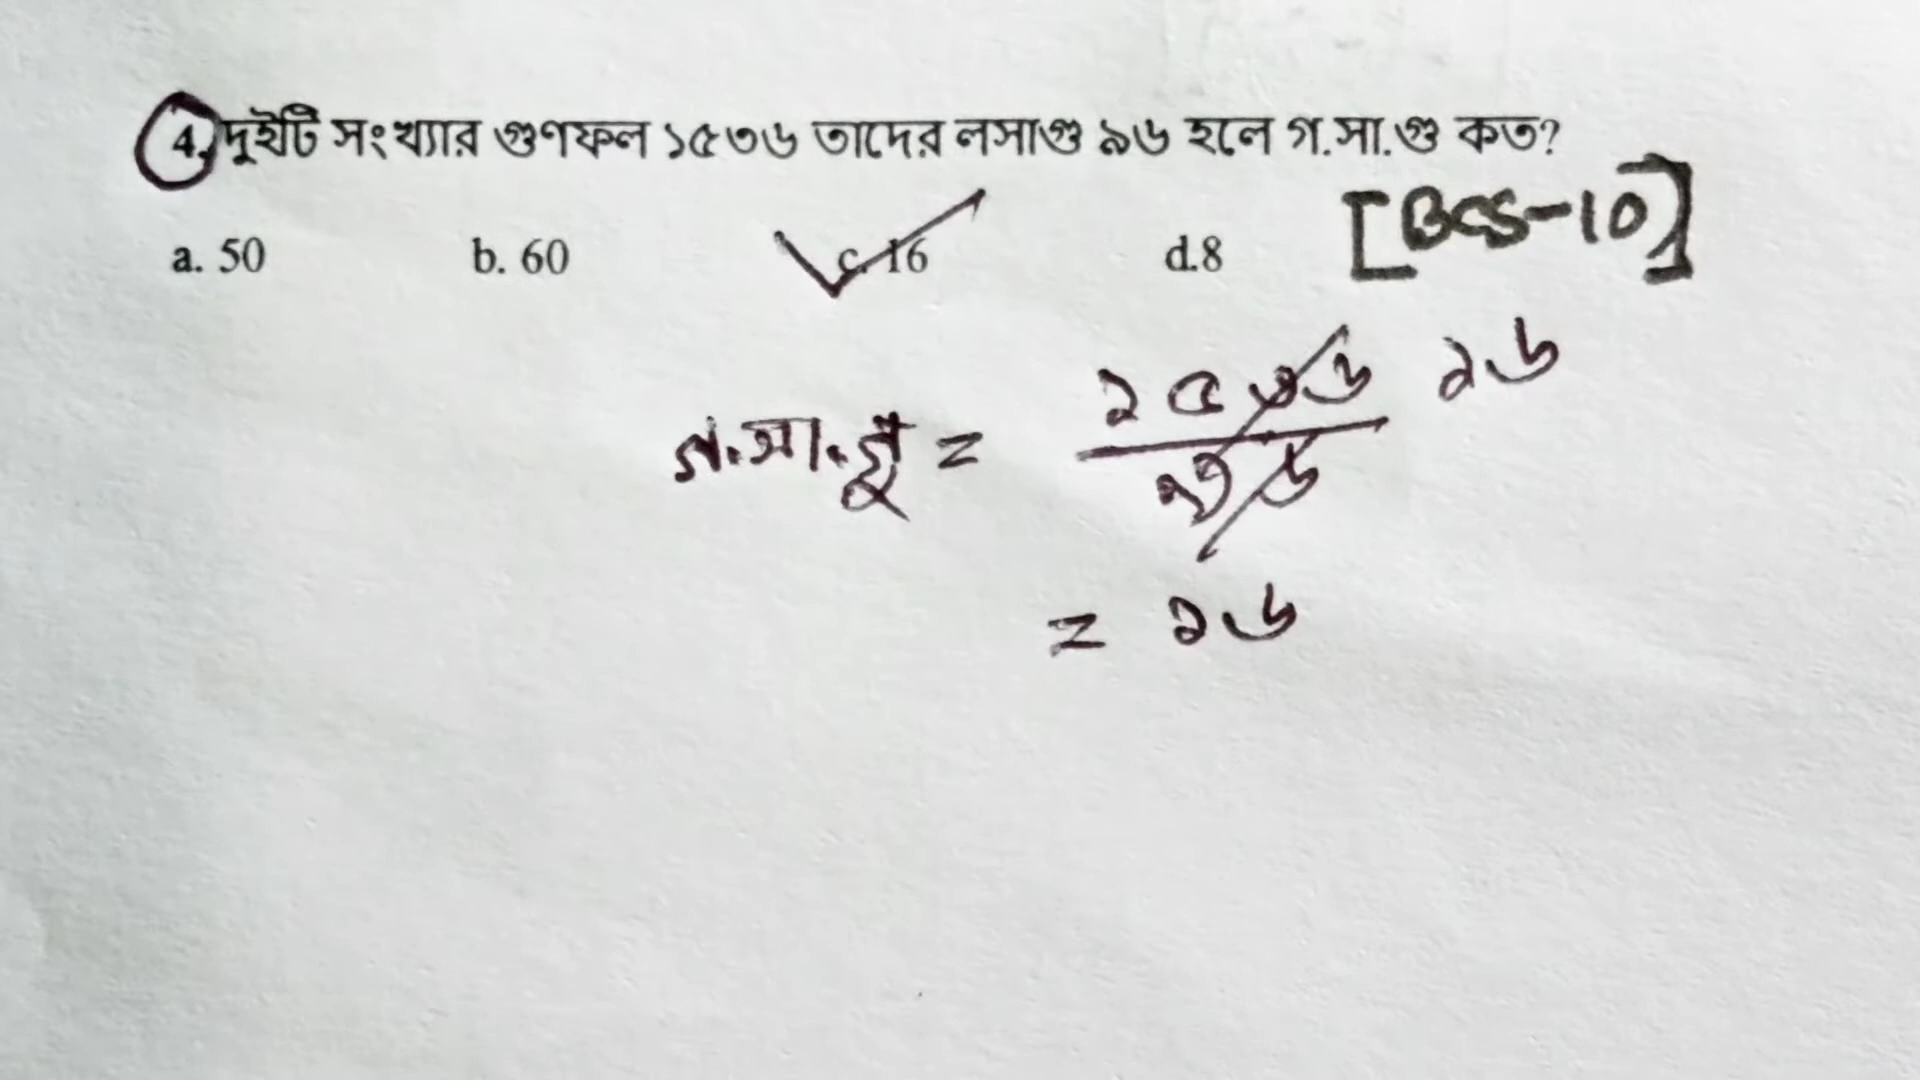 4. দুইটি সংখ্যার গুণফল ১৫৩৬ তাদের লসাগু ৯৬ হলে গ.সা.গু কত?
a. 50 b. 60 c. 16 d.8 [BCS-10]
১৫৩৬ ১৬
গ.সা.গু =
৯৬
= ১৬